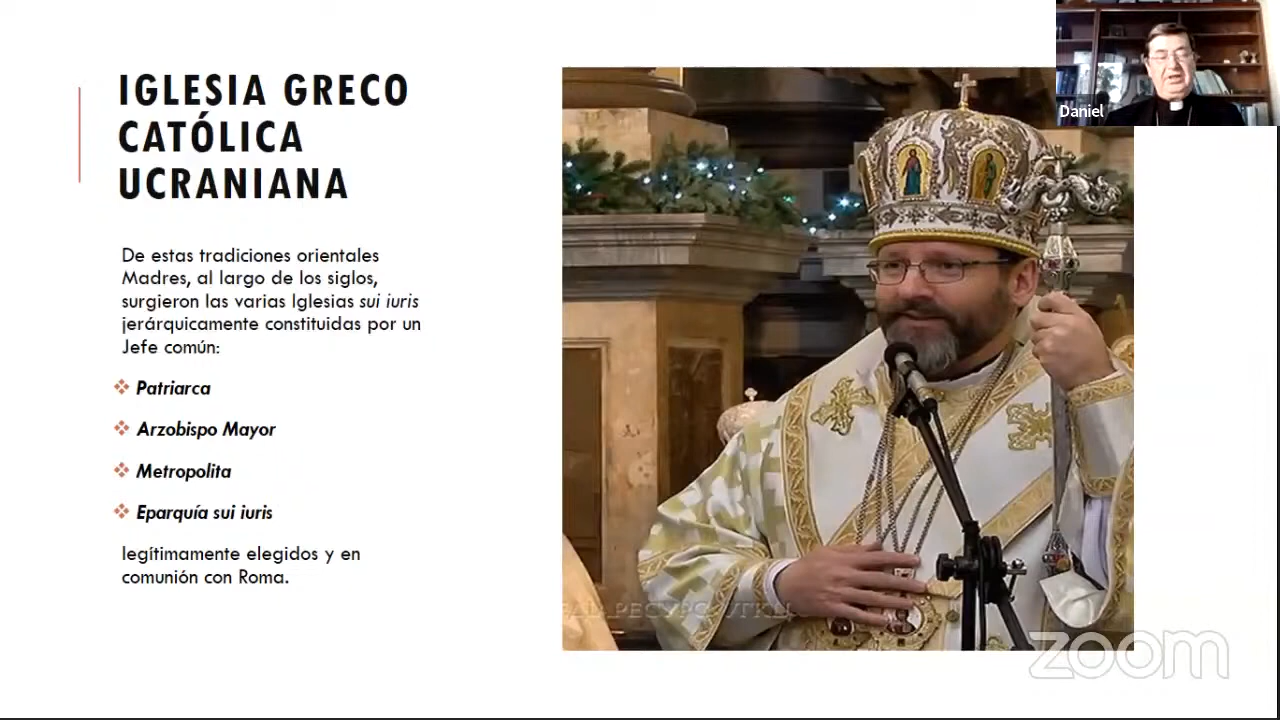 IGLESIA GRECO
CATÓLICA
UCRANIANA
De estas tradiciones orientales
Madres, al largo de los siglos,
surgieron las varias Iglesias sui iuris
jerárquicamente constituidas por un
Jefe común:
Patriarca
Arzobispo Mayor
Metropolita
Eparquía sui iuris
legítimamente elegidos y en
comunión con Roma.
Daniel
РЕСУРС УГКЦ
zoom